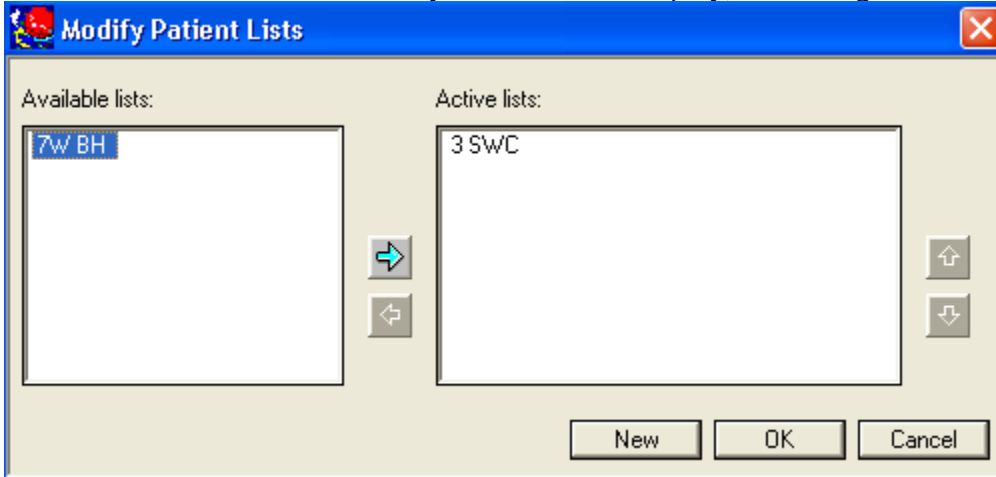 Modify Patient Lists
Available lists:
Active lists:
7W BH
3 SWC
New
OK
Cancel